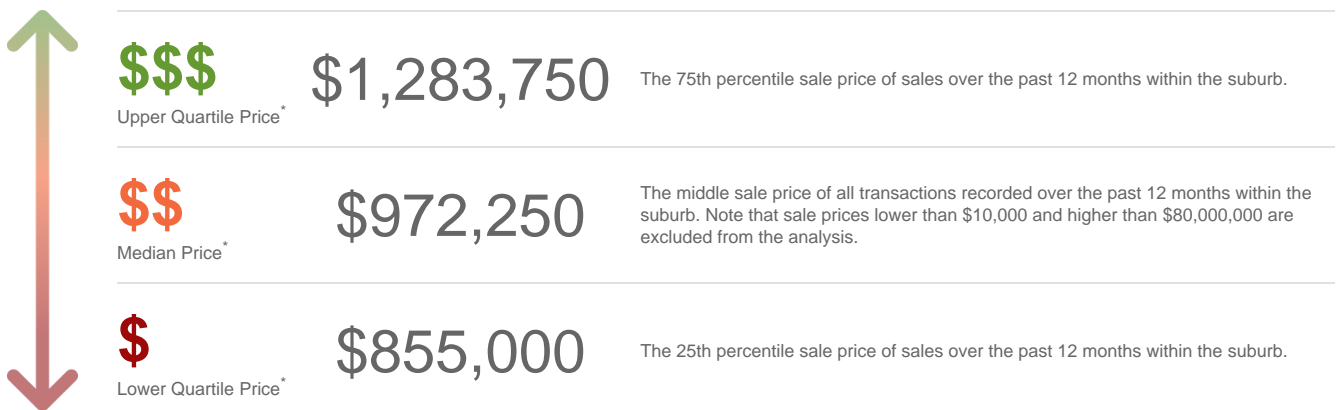 $$$
Upper Quartile Price*
$1,283,750
The 75th percentile sale price of sales over the past 12 months within the suburb.
$$
Median Price*
$972,250
The middle sale price of all transactions recorded over the past 12 months within the
suburb. Note that sale prices lower than $10,000 and higher than $80,000,000 are
excluded from the analysis.
$
Lower Quartile Price*
$855,000
The 25th percentile sale price of sales over the past 12 months within the suburb.